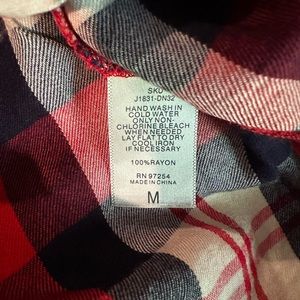 SKU
J1831-DN32
HAND WASH IN
COLD WATER
ONLY NON-
CHLORINE BLEACH
WHEN NEEDED
LAY FLAT TO DRY
COOL IRON
IF NECESSARY
100%RAYON
RN 97254
MADE IN CHINA
M